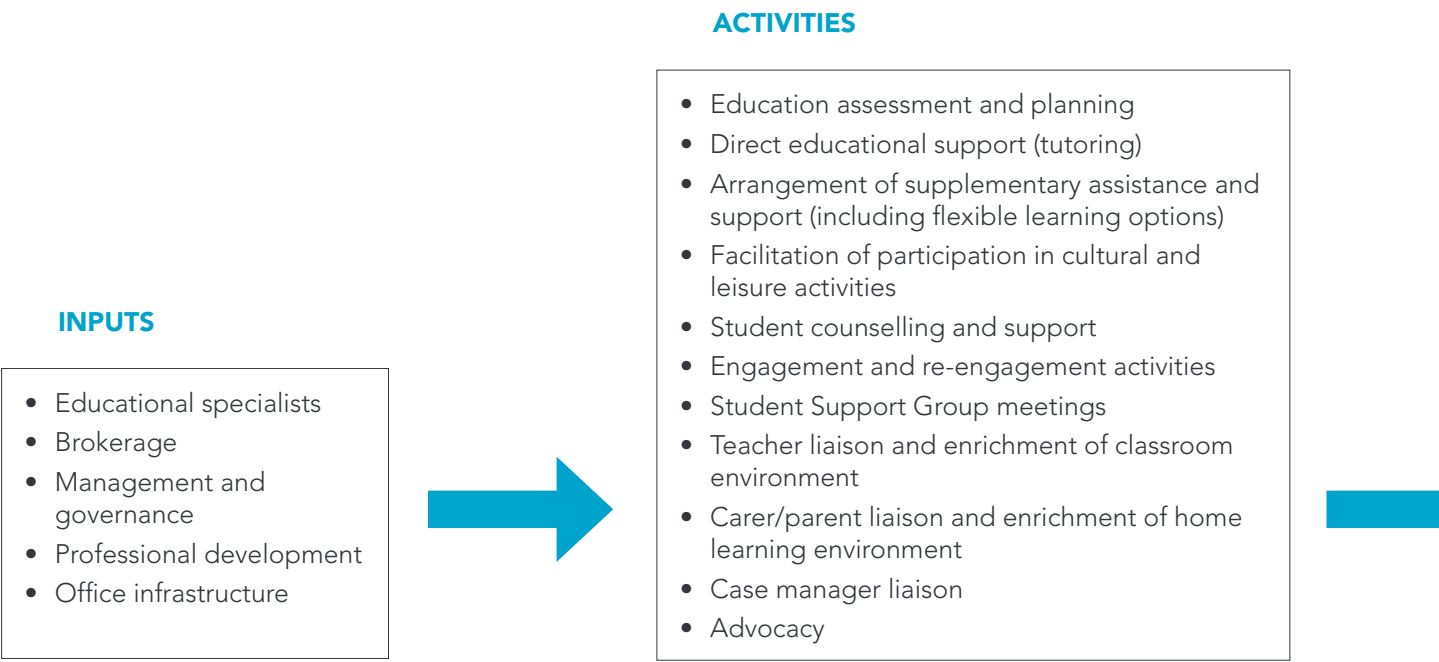 ACTIVITIES
• Education assessment and planning
• Direct educational support (tutoring)
• Arrangement of supplementary assistance and
support (including flexible learning options)
• Facilitation of participation in cultural and
leisure activities
• Student counselling and support
• Engagement and re-engagement activities
• Student Support Group meetings
• Teacher liaison and enrichment of classroom
environment
• Carer/parent liaison and enrichment of home
learning environment
• Case manager liaison
• Advocacy
INPUTS
• Educational specialists
• Brokerage
• Management and
governance
• Professional development
• Office infrastructure